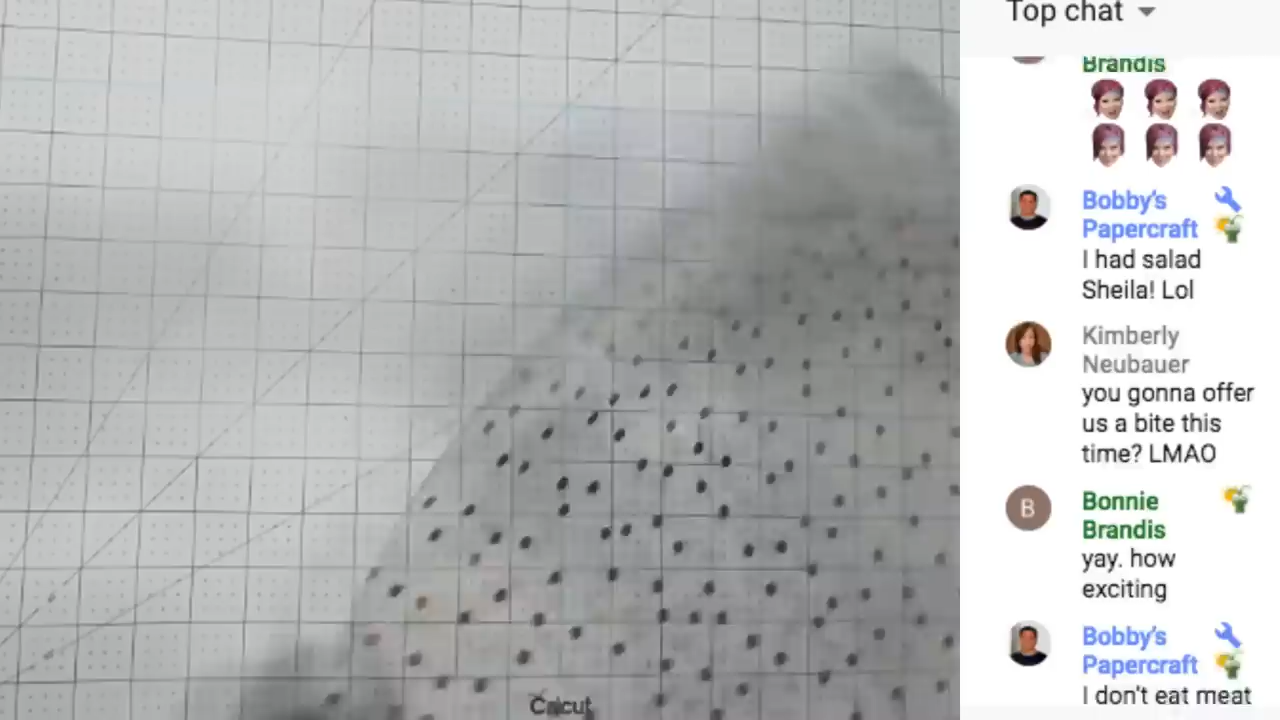 Top chat
Brandis
Bobby's
Papercraft
I had salad
Sheila! Lol
Kimberly
Neubauer
you gonna offer
us a bite this
time? LMAO
B
Bonnie
Brandis
yay. how
exciting
Bobby's
Papercraft
I don't eat meat
Cricut